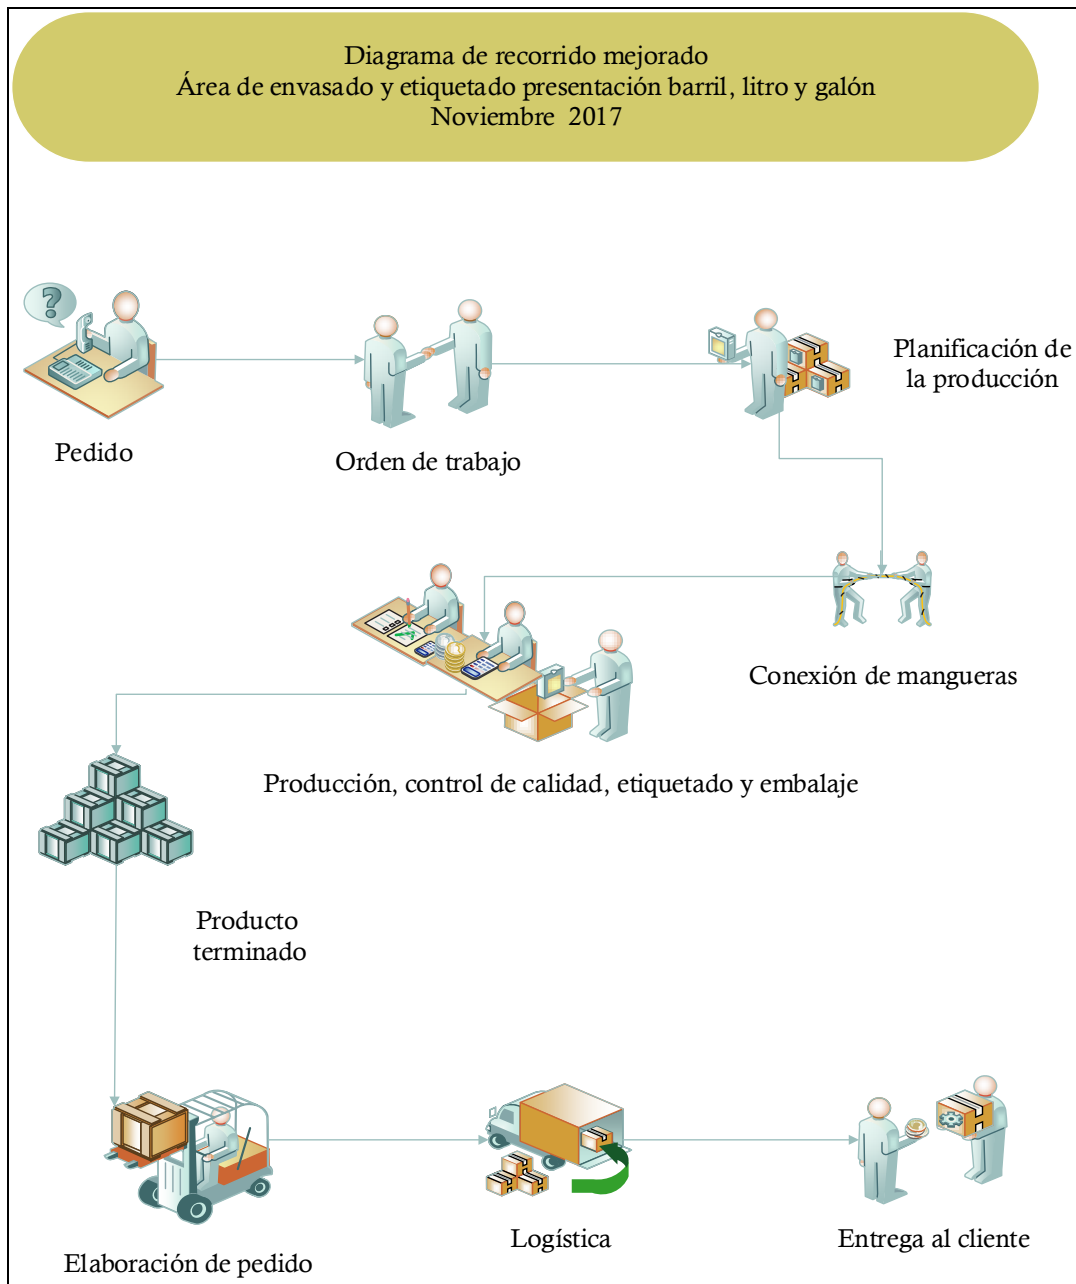 Diagrama de recorrido mejorado
Área de envasado y etiquetado presentación barril, litro y galón
Noviembre 2017
?
Pedido
Orden de trabajo
Planificación de
la producción
Conexión de mangueras
Producción, control de calidad, etiquetado y embalaje
Producto
terminado
Elaboración de pedido
Logística
Entrega al cliente